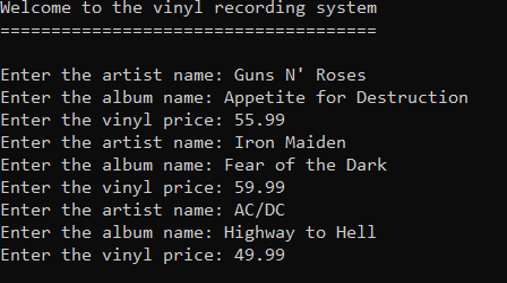 Welcome to the vinyl recording system
=====================================
Enter the artist name: Guns N' Roses
Enter the album name: Appetite for Destruction
Enter the vinyl price: 55.99
Enter the artist name: Iron Maiden
Enter the album name: Fear of the Dark
Enter the vinyl price: 59.99
Enter the artist name: AC/DC
Enter the album name: Highway to Hell
Enter the vinyl price: 49.99